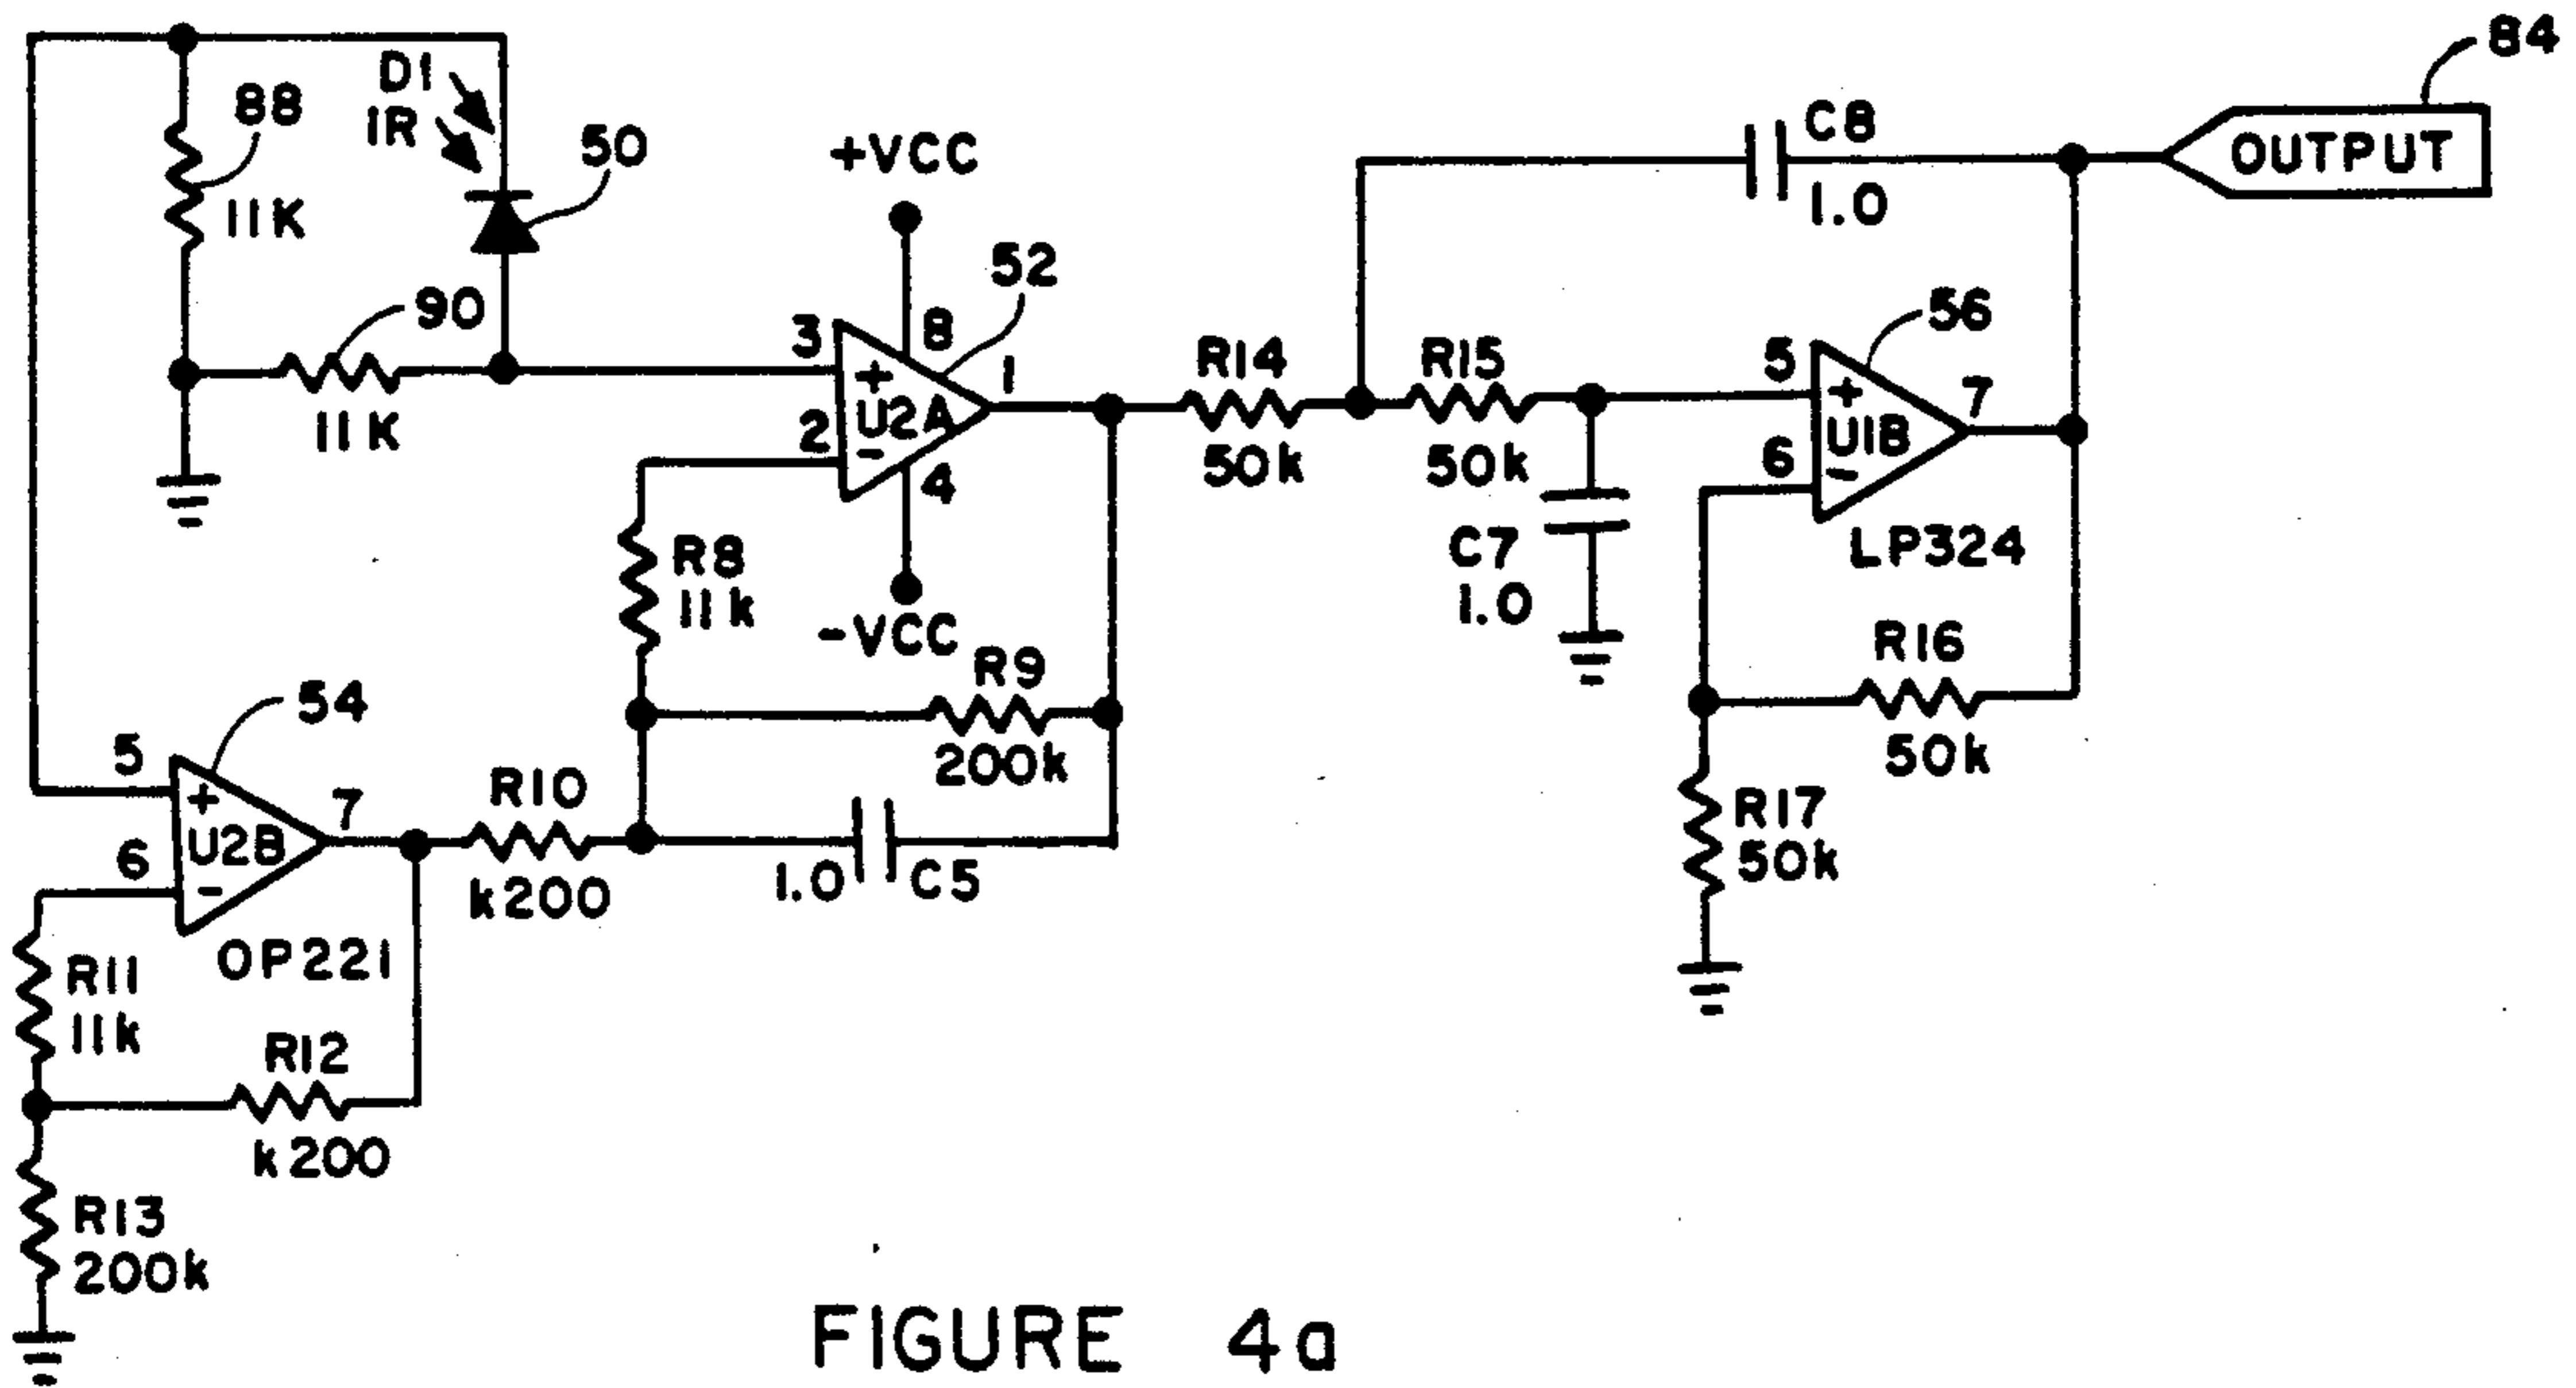 84
D1
IR
88
50
11K
+VCC
C8
1.0
OUTPUT
90
11K
52
3
8
1
+
U2A
2
-
4
-VCC
R14
50k
R15
50k
56
5
7
+
U1B
6
-
LP324
C7
1.0
R8
11k
R9
200k
R16
50k
R17
50k
54
5
7
+
U2B
6
-
OP221
R10
k200
1.0
C5
R11
11k
R12
k200
R13
200k
FIGURE 4a